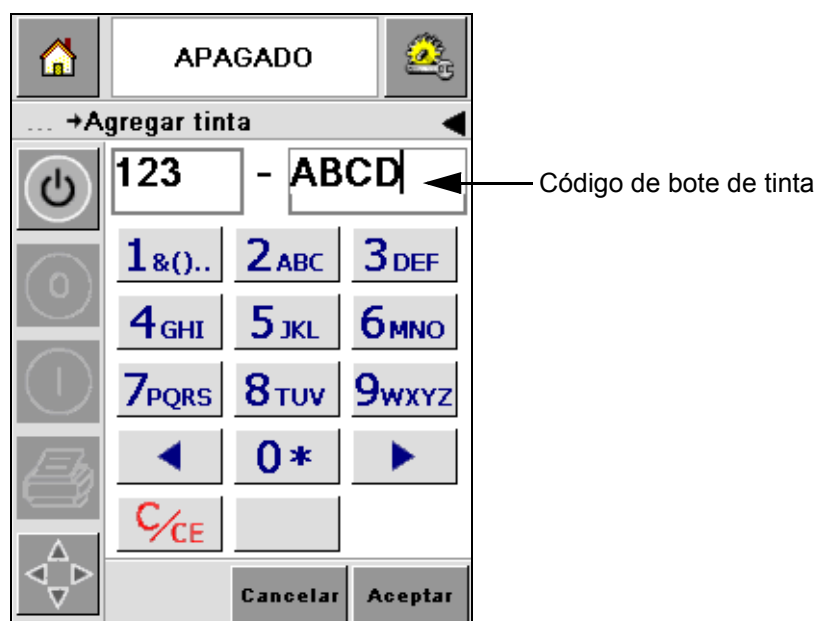 APAGADO
... →Agregar tinta
123 - ABCD
Código de bote de tinta
1&().. 2ABC 3DEF
4GHI 5JKL 6MNO
7PQRS 8TUV 9WXYZ
0*
C/CE
Cancelar Aceptar